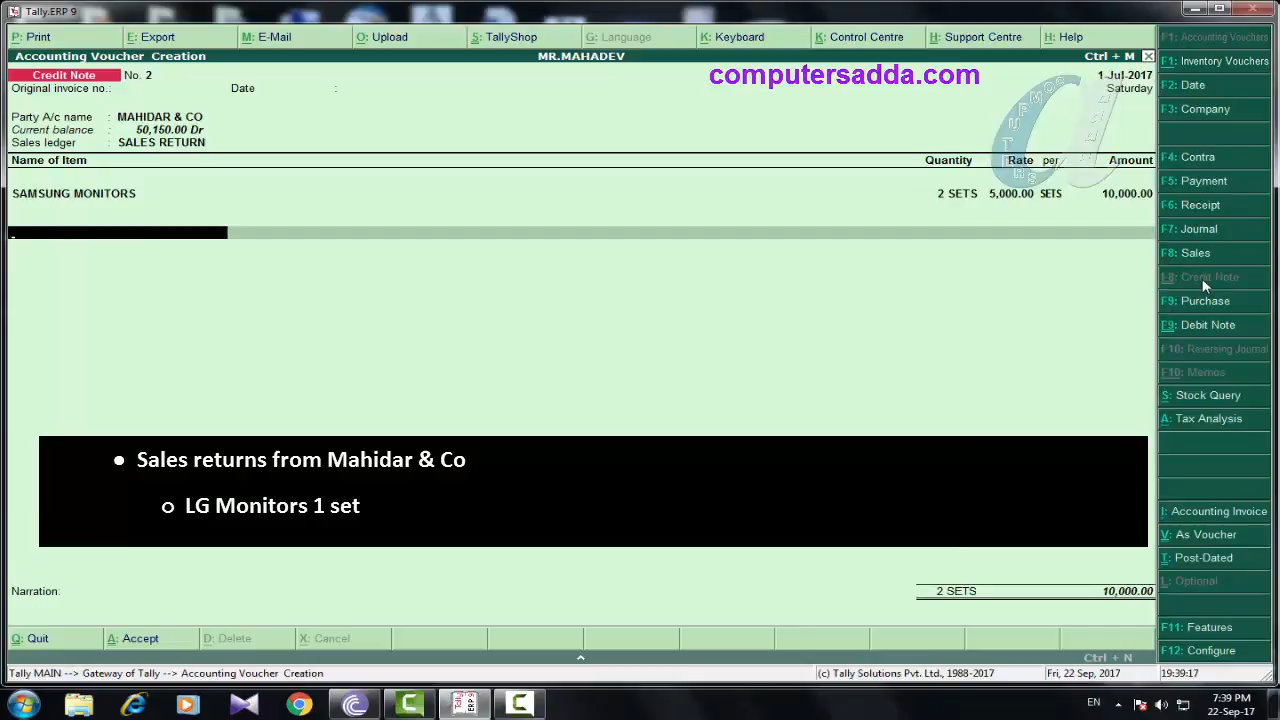 Tally.ERP 9
P: Print E: Export M: E-Mail O: Upload S: TallyShop G: Language K: Keyboard K: Control Centre H: Support Centre H: Help
Accounting Voucher Creation MR.MAHADEV Ctrl + M
computersadda.com
Credit Note No. 2 1-Jul-2017
Original invoice no.: Date : Saturday
Party A/c name : MAHIDAR & CO
Current balance : 50,150.00 Dr
Sales ledger : SALES RETURN
Name of Item Quantity Rate per Amount
SAMSUNG MONITORS 2 SETS 5,000.00 SETS 10,000.00
• Sales returns from Mahidar & Co
o LG Monitors 1 set
Narration: 2 SETS 10,000.00
Q: Quit A: Accept D: Delete X: Cancel
Ctrl + N
Tally MAIN --> Gateway of Tally --> Accounting Voucher Creation (c) Tally Solutions Pvt. Ltd., 1988-2017 Fri, 22 Sep, 2017 19:39:17
F1: Accounting Vouchers
F1: Inventory Vouchers
F2: Date
F3: Company
F4: Contra
F5: Payment
F6: Receipt
F7: Journal
F8: Sales
F8: Credit Note
F9: Purchase
F9: Debit Note
F10: Reversing Journal
F10: Memos
S: Stock Query
A: Tax Analysis
I: Accounting Invoice
V: As Voucher
T: Post-Dated
L: Optional
F11: Features
F12: Configure
EN 7:39 PM
22-Sep-17